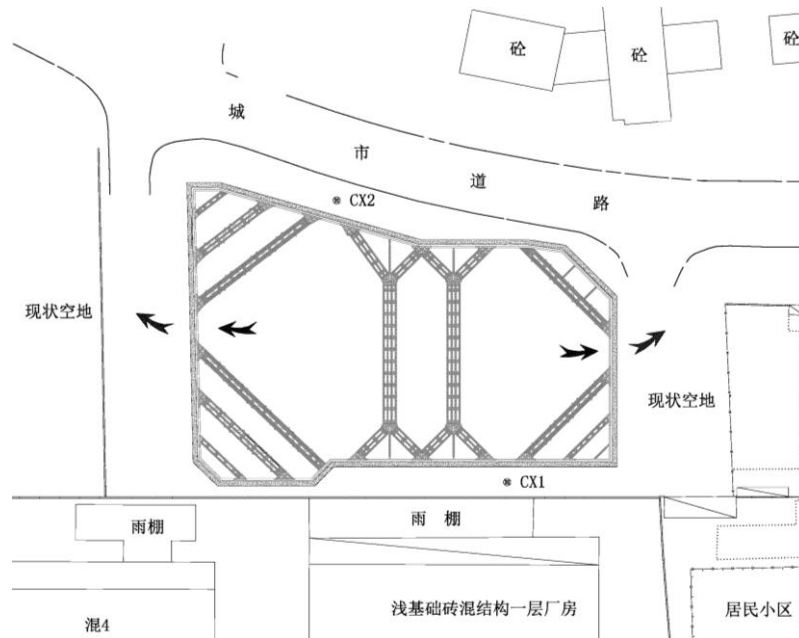 砼
砼
砼
城市道路
CX2
现状空地
现状空地
CX1
雨棚
雨 棚
浅基础砖混结构一层厂房
居民小区
混4